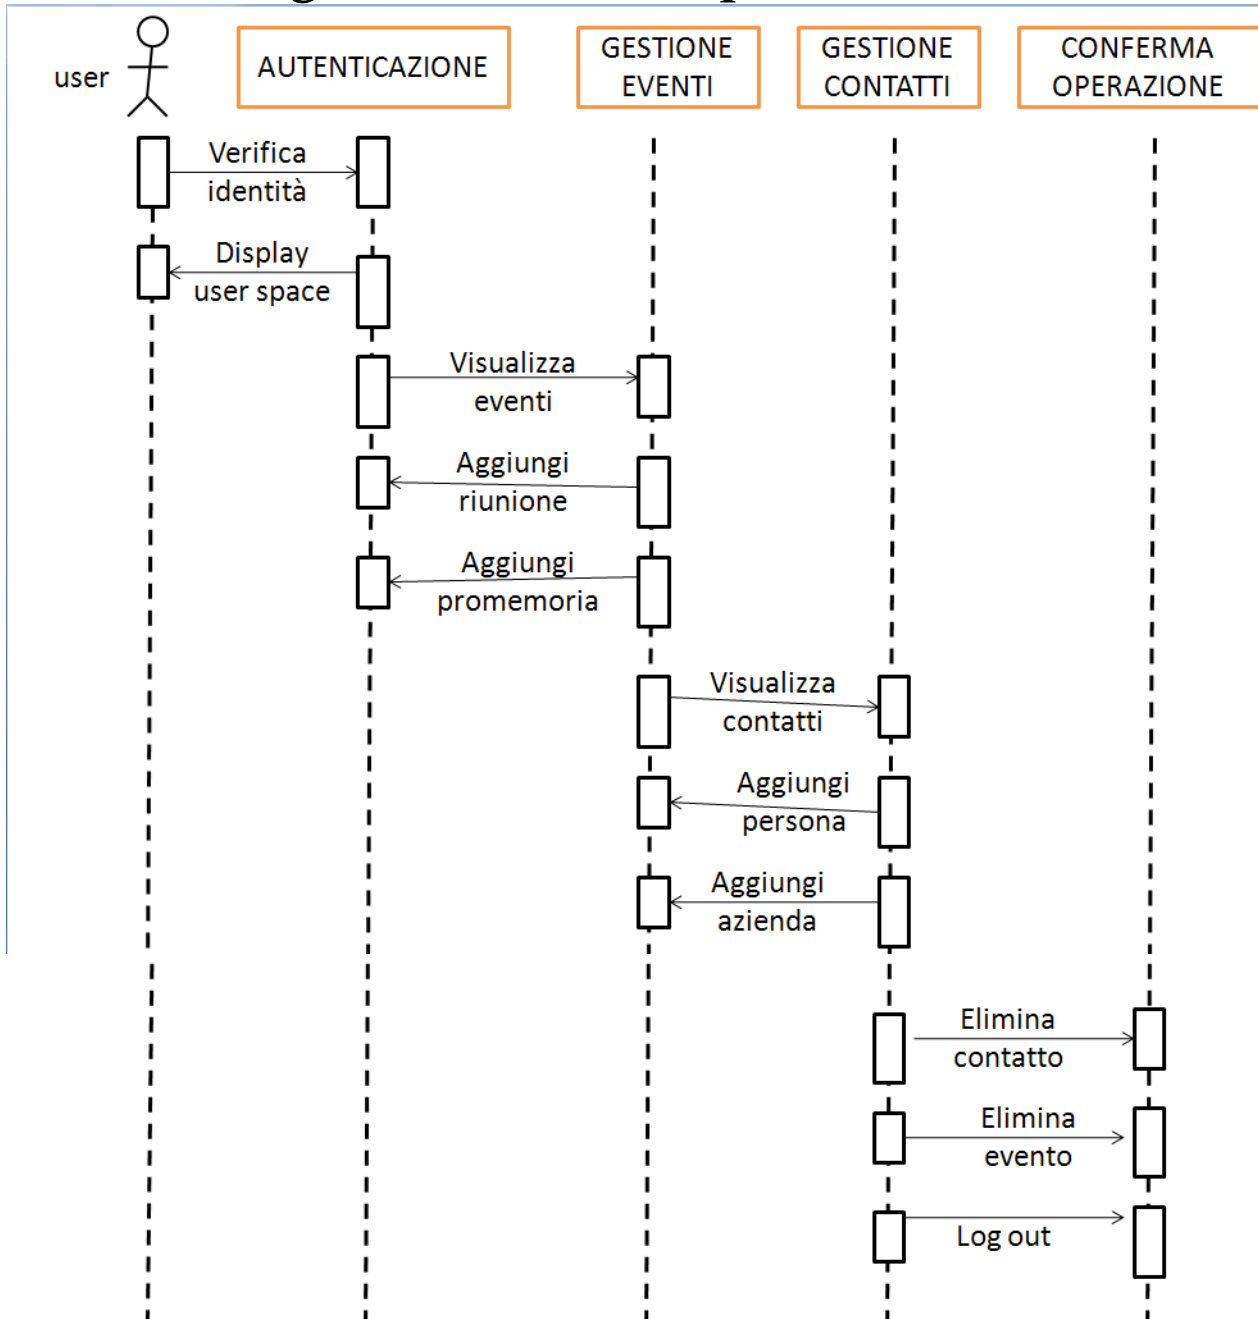 user
AUTENTICAZIONE
GESTIONE
EVENTI
GESTIONE
CONTATTI
CONFERMA
OPERAZIONE
Verifica
identità
Display
user space
Visualizza
eventi
Aggiungi
riunione
Aggiungi
promemoria
Visualizza
contatti
Aggiungi
persona
Aggiungi
azienda
Elimina
contatto
Elimina
evento
Log out